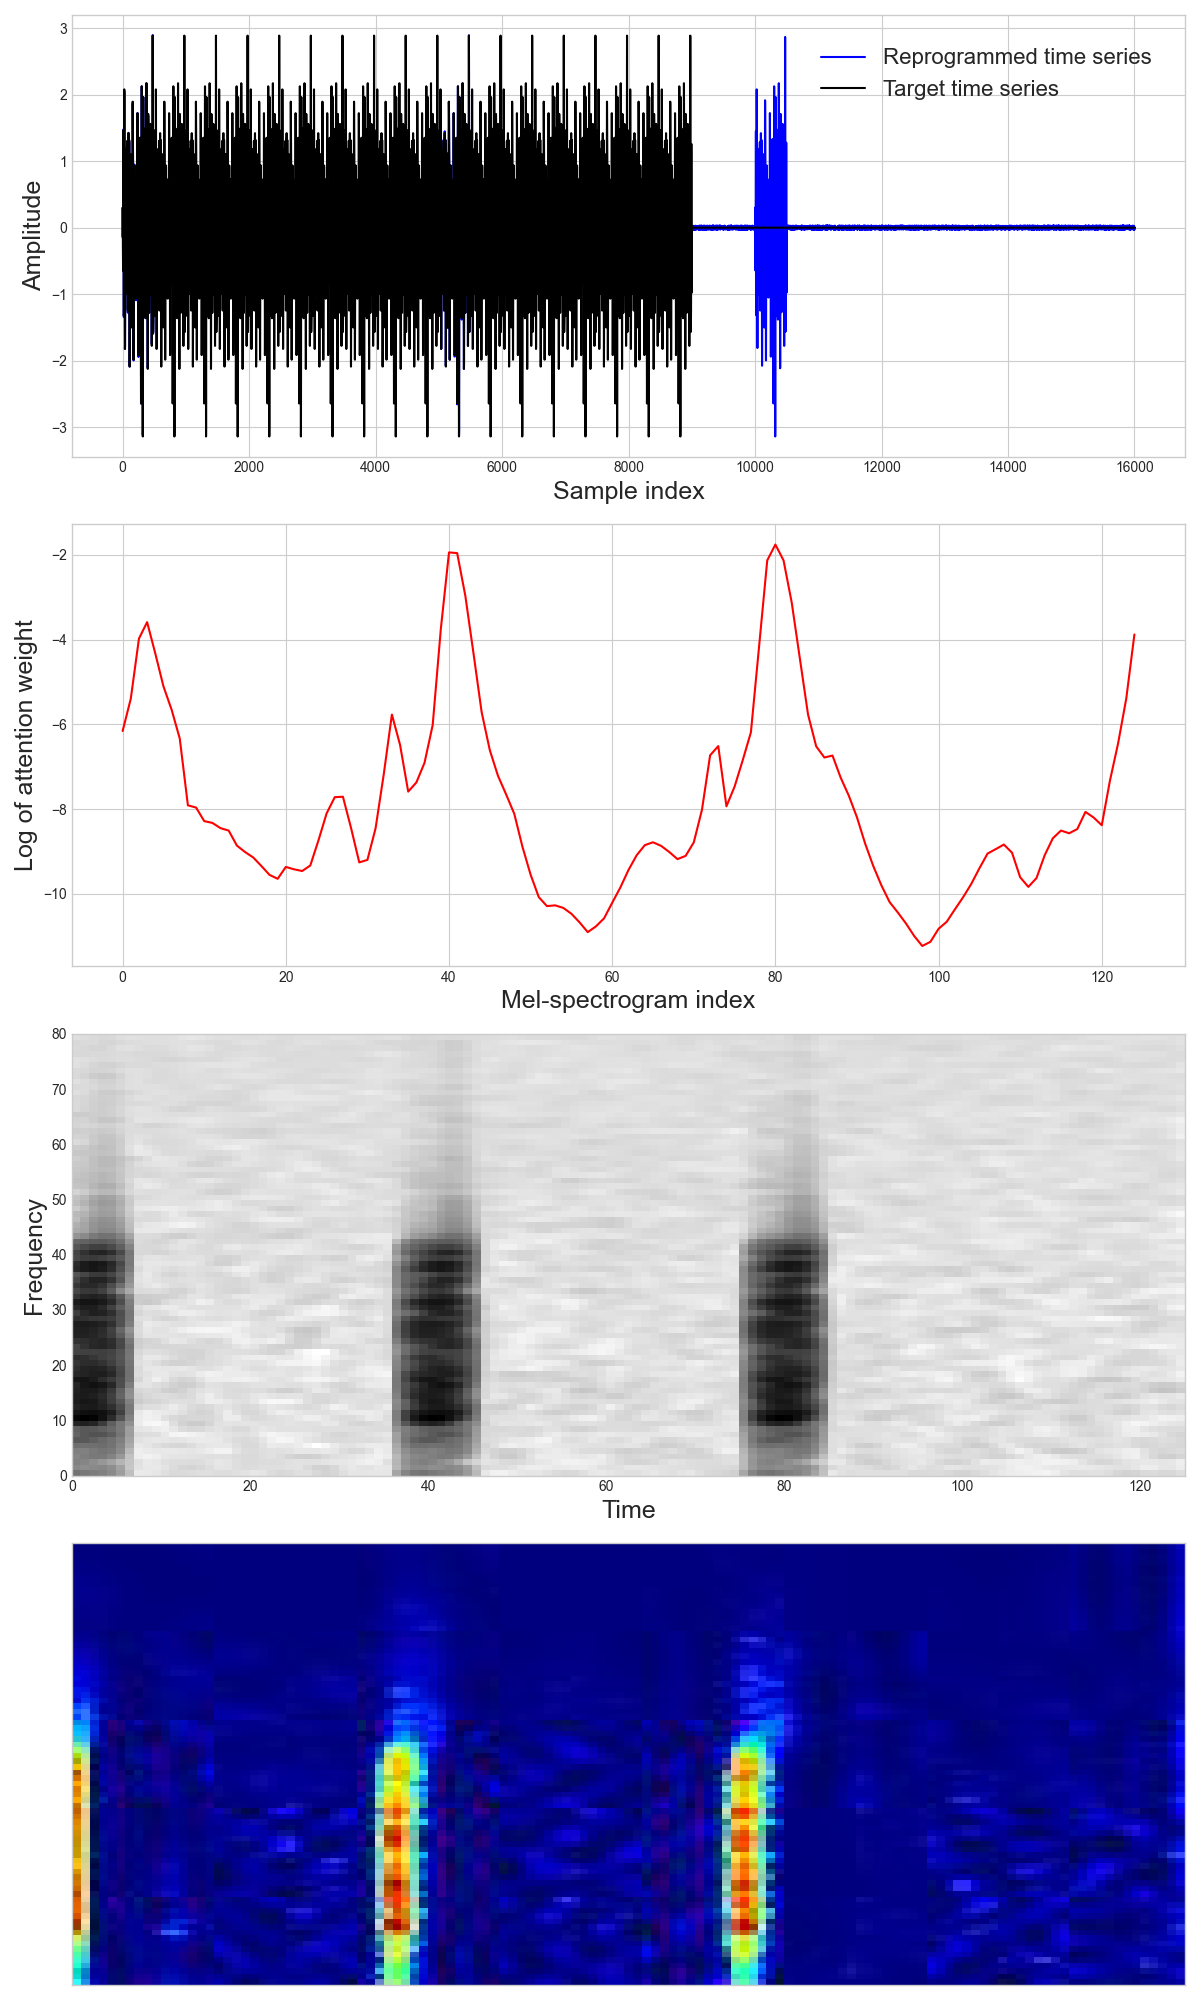 3
2
1
0
−1
−2
−3
Amplitude
Reprogrammed time series
Target time series
0 2000 4000 6000 8000 10000 12000 14000 16000
Sample index
−2
−4
−6
−8
−10
Log of attention weight
0 20 40 60 80 100 120
Mel-spectrogram index
80
70
60
50
40
30
20
10
0
Frequency
0 20 40 60 80 100 120
Time